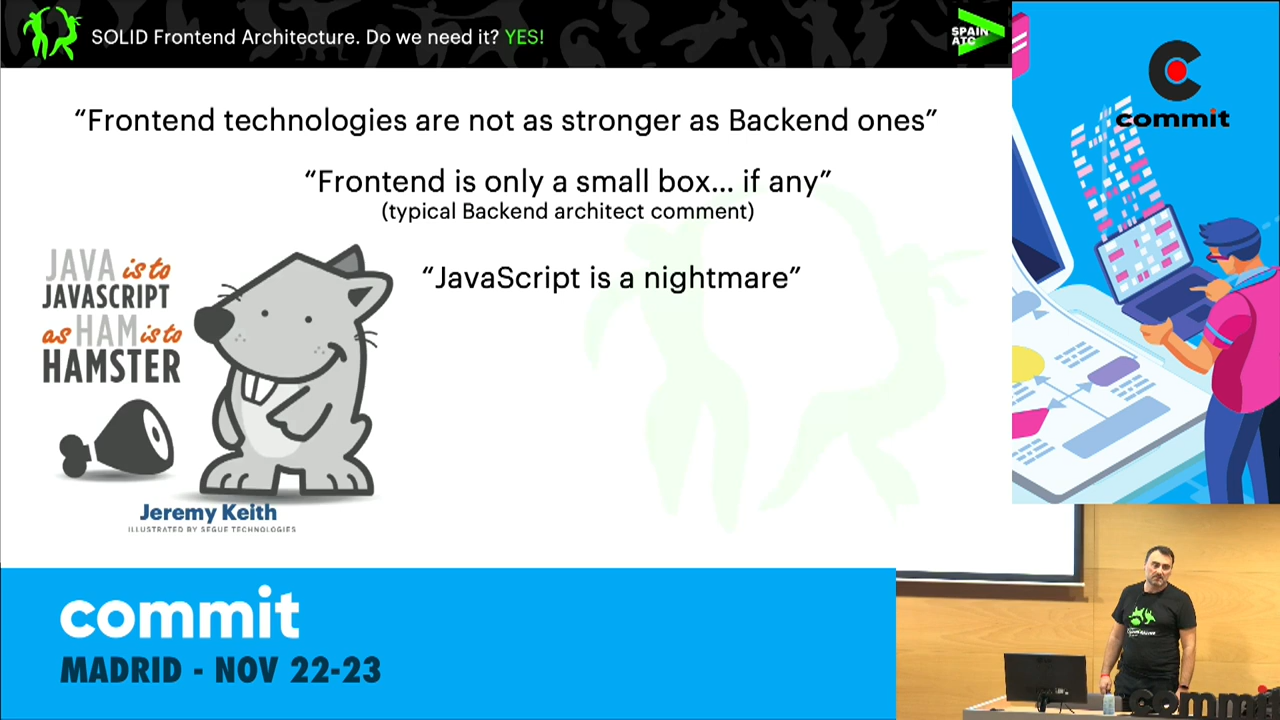 SOLID Frontend Architecture. Do we need it? YES!
SPAIN
ATC
“Frontend technologies are not as stronger as Backend ones”
“Frontend is only a small box... if any”
(typical Backend architect comment)
“JavaScript is a nightmare”
JAVA is to
JAVASCRIPT
as HAM is to
HAMSTER
Jeremy Keith
ILLUSTRATED BY SEGUE TECHNOLOGIES
commit
commit
MADRID - NOV 22-23
commit